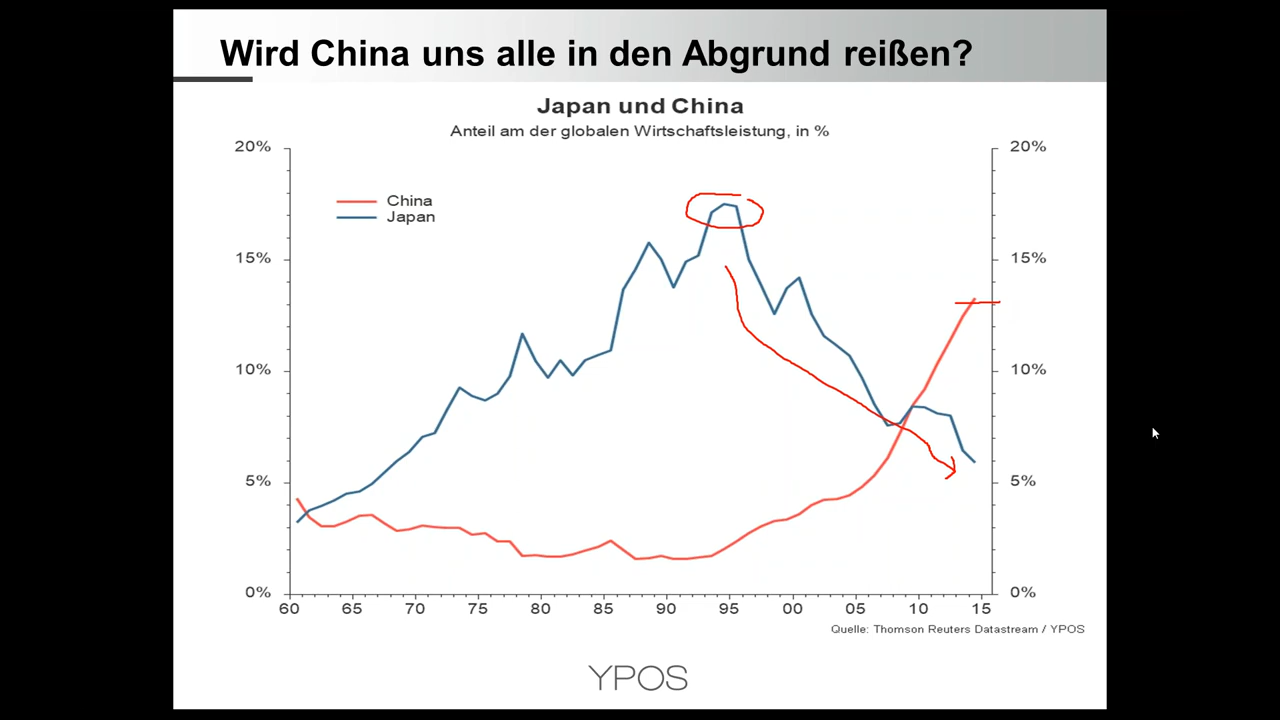 Wird China uns alle in den Abgrund reißen?
Japan und China
Anteil am der globalen Wirtschaftsleistung, in %
20% 20%
China
Japan
15% 15%
10% 10%
5% 5%
0% 0%
60 65 70 75 80 85 90 95 00 05 10 15
Quelle: Thomson Reuters Datastream / YPOS
YPOS